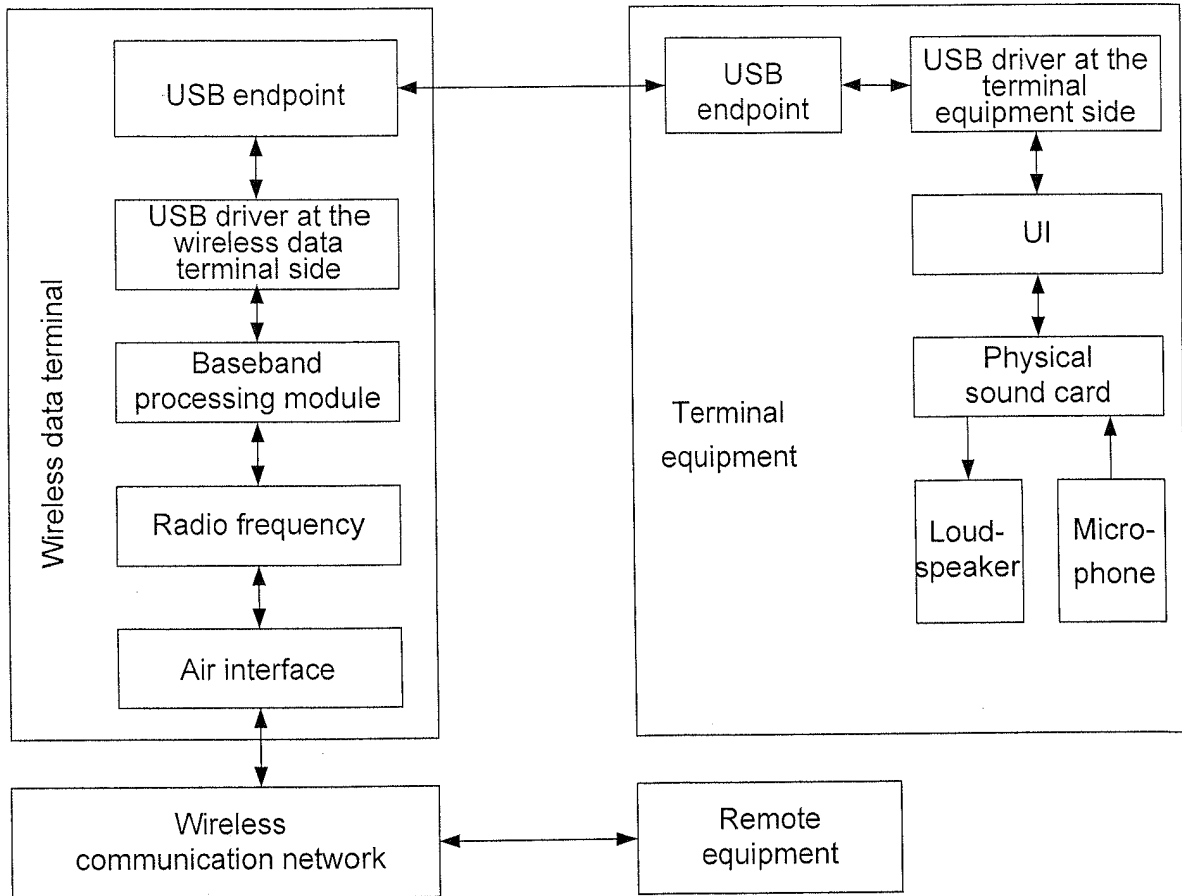 USB endpoint
USB driver at the
wireless data
terminal side
Baseband
processing module
Radio frequency
Air interface
Wireless data terminal
USB
endpoint
USB driver at the
terminal
equipment side
UI
Physical
sound card
Terminal
equipment
Loud-
speaker
Micro-
phone
Wireless
communication network
Remote
equipment